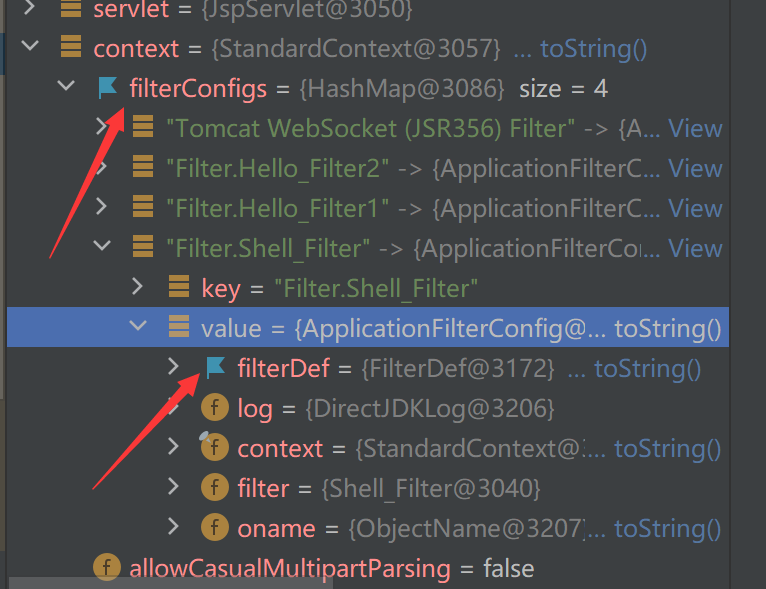 servlet = {JspServlet@3050}
context = {StandardContext@3057} ... toString()
filterConfigs = {HashMap@3086} size = 4
"Tomcat WebSocket (JSR356) Filter" -> {A... View
"Filter.Hello_Filter2" -> {ApplicationFilterC... View
"Filter.Hello_Filter1" -> {ApplicationFilterC... View
"Filter.Shell_Filter" -> {ApplicationFilterCo... View
key = "Filter.Shell_Filter"
value = {ApplicationFilterConfig@... toString()
filterDef = {FilterDef@3172} ... toString()
f log = {DirectJDKLog@3206}
f context = {StandardContext@... toString()
f filter = {Shell_Filter@3040}
f oname = {ObjectName@3207}... toString()
f allowCasualMultipartParsing = false